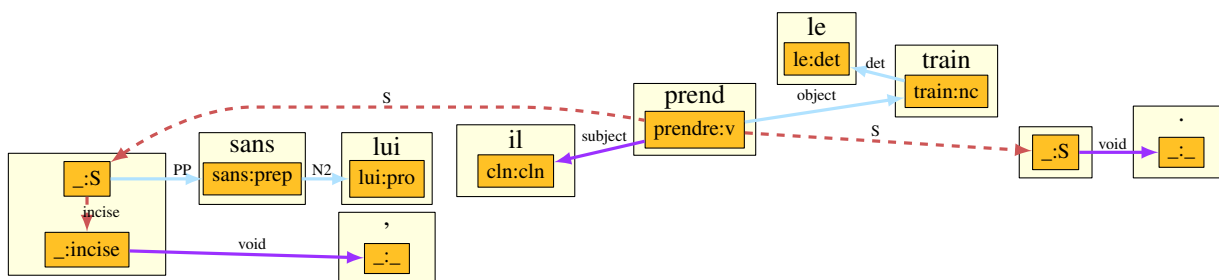 le
le:det
det
train
train:nc
object
prend
prendre:v
S
S
subject
il
cln:cln
sans
sans:prep
lui
lui:pro
PP
N2
_:S
incise
_:incise
void
,
_:_
_:S
void
.
_:_